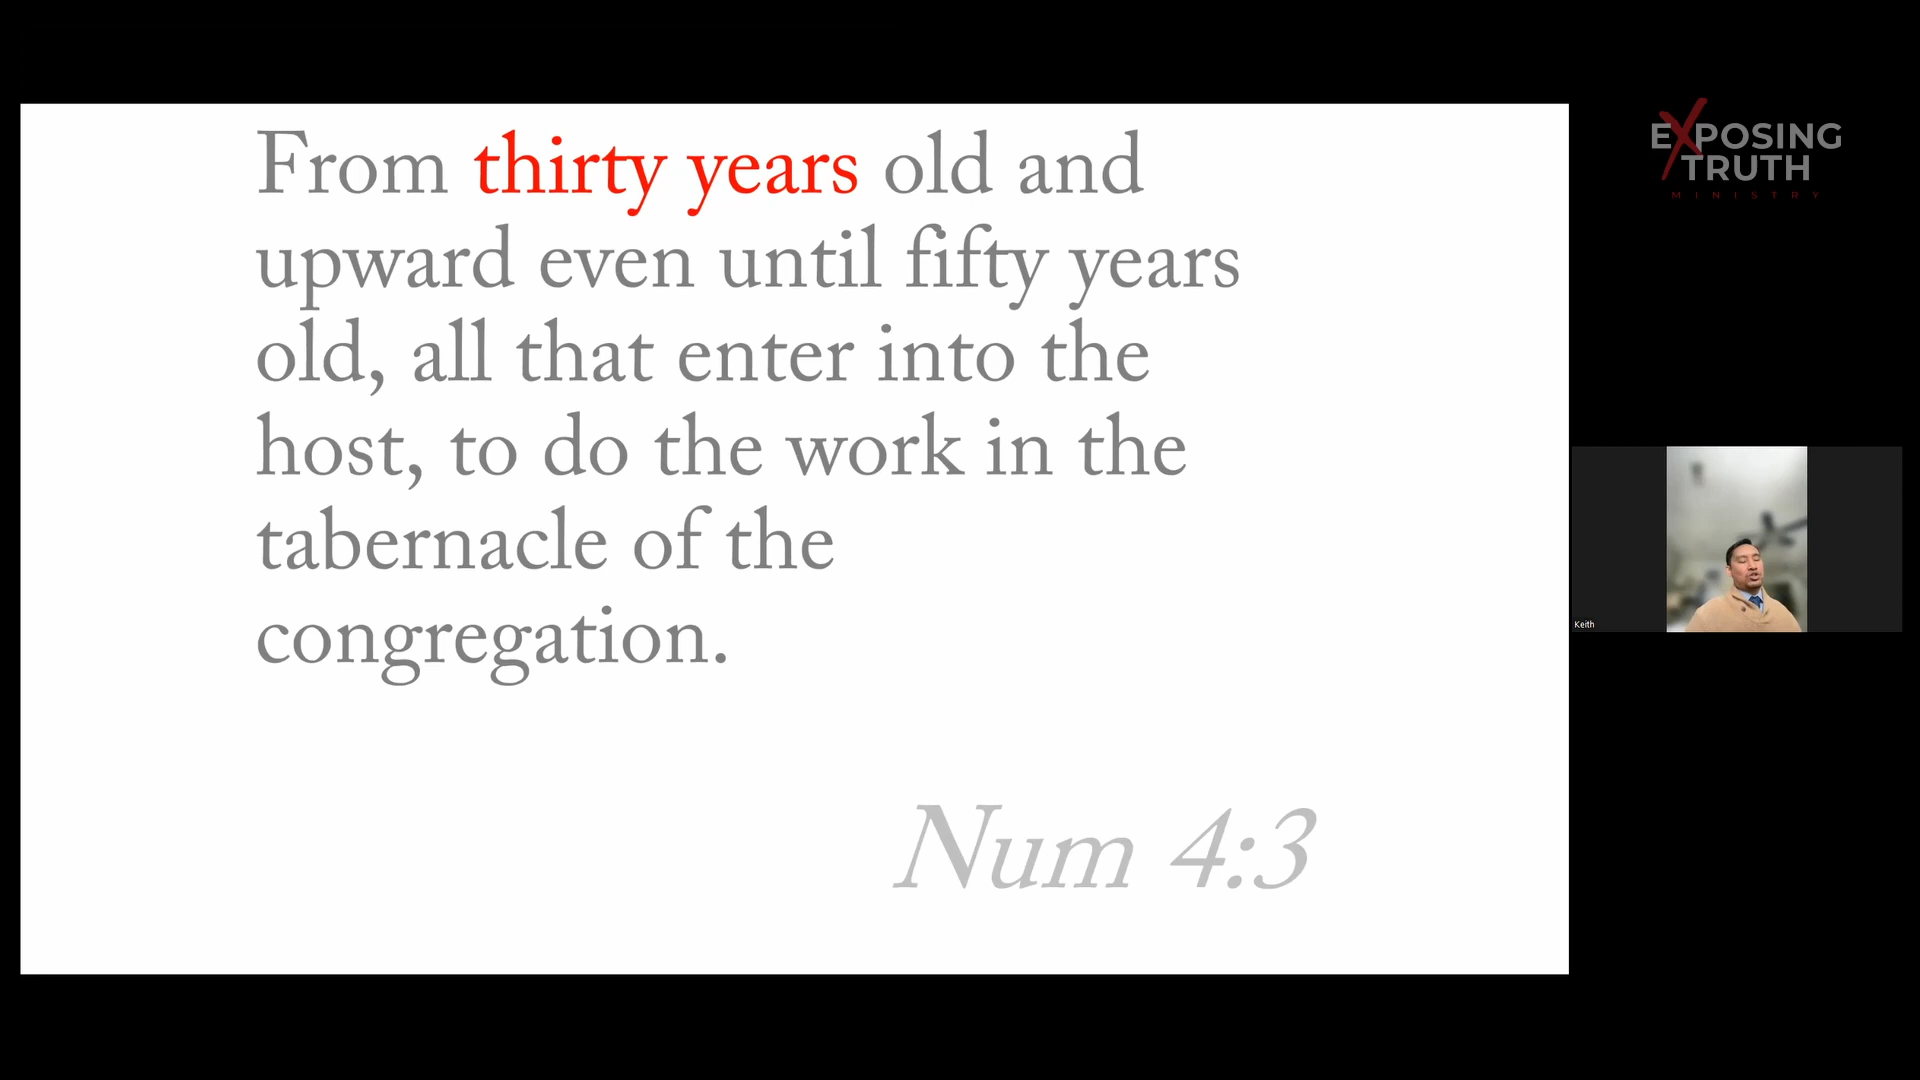 From thirty years old and
upward even until fifty years
old, all that enter into the
host, to do the work in the
tabernacle of the
congregation.
Num 4:3
EXPOSING
TRUTH
MINISTRY
Keith